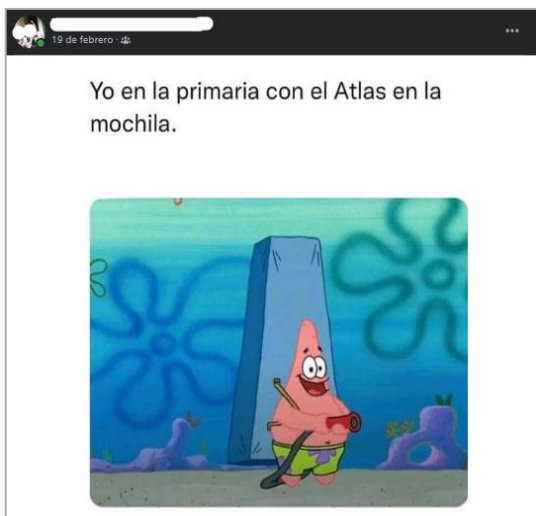 19 de febrero ·
Yo en la primaria con el Atlas en la
mochila.